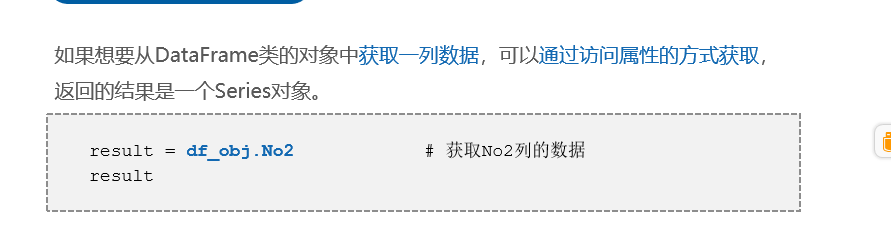 如果想要从DataFrame类的对象中获取一列数据，可以通过访问属性的方式获取，
返回的结果是一个Series对象。
result = df_obj.No2 # 获取No2列的数据
result